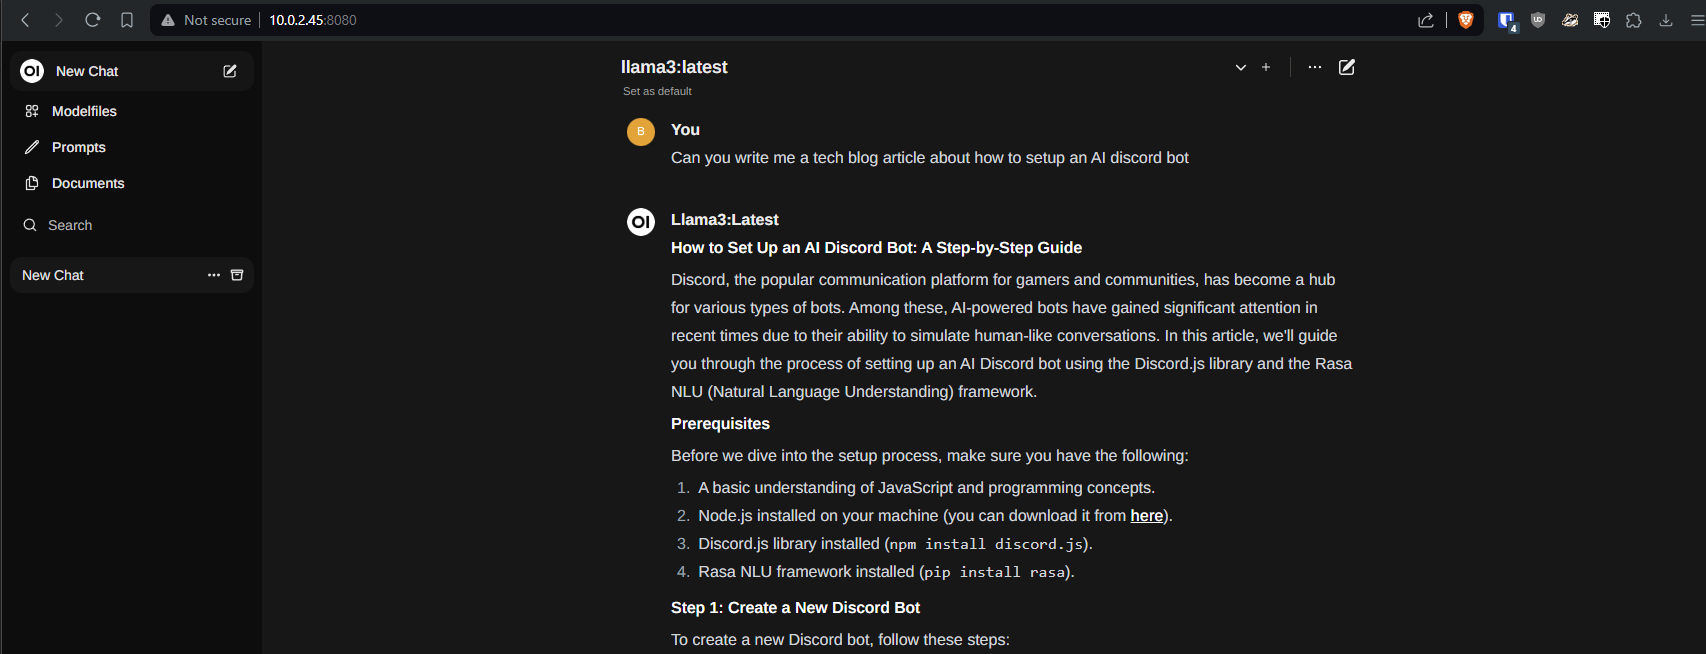 Not secure 10.0.2.45:8080
4
UD
OI New Chat
Modelfiles
Prompts
Documents
Search
New Chat
llama3:latest
Set as default
B You
Can you write me a tech blog article about how to setup an AI discord bot
OI Llama3:Latest
How to Set Up an AI Discord Bot: A Step-by-Step Guide
Discord, the popular communication platform for gamers and communities, has become a hub
for various types of bots. Among these, AI-powered bots have gained significant attention in
recent times due to their ability to simulate human-like conversations. In this article, we'll guide
you through the process of setting up an AI Discord bot using the Discord.js library and the Rasa
NLU (Natural Language Understanding) framework.
Prerequisites
Before we dive into the setup process, make sure you have the following:
1. A basic understanding of JavaScript and programming concepts.
2. Node.js installed on your machine (you can download it from here).
3. Discord.js library installed (npm install discord.js).
4. Rasa NLU framework installed (pip install rasa).
Step 1: Create a New Discord Bot
To create a new Discord bot, follow these steps: